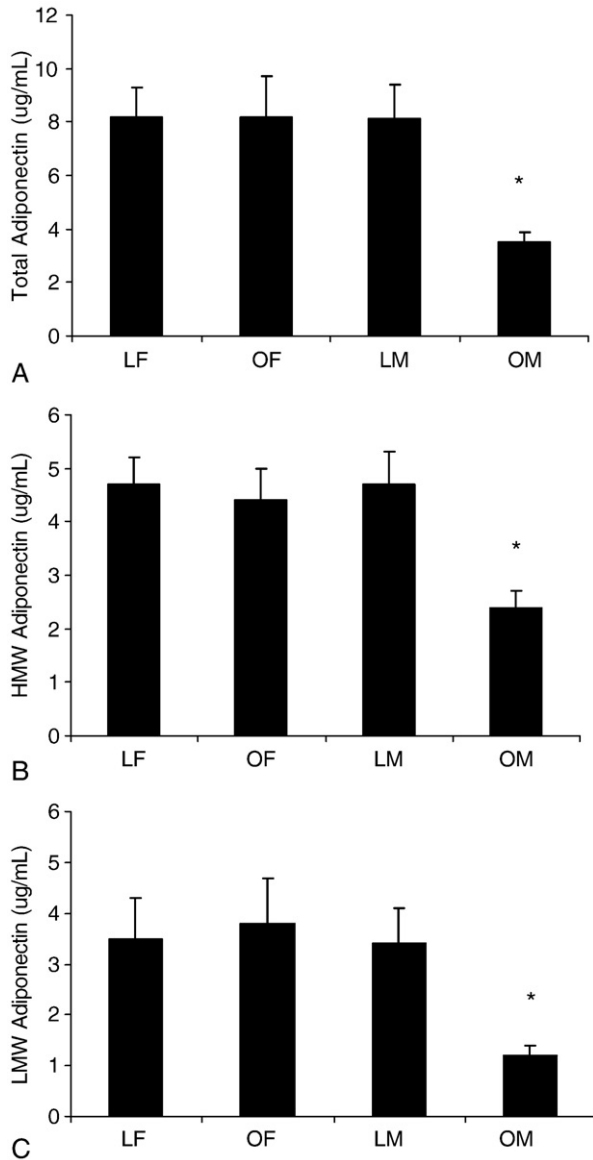 12
10
8
6
4
2
0
Total Adiponectin (ug/mL)
*
LF OF LM OM
A
6
5
4
3
2
1
0
HMW Adiponectin (ug/mL)
*
LF OF LM OM
B
6
5
4
3
2
1
0
LMW Adiponectin (ug/mL)
*
LF OF LM OM
C